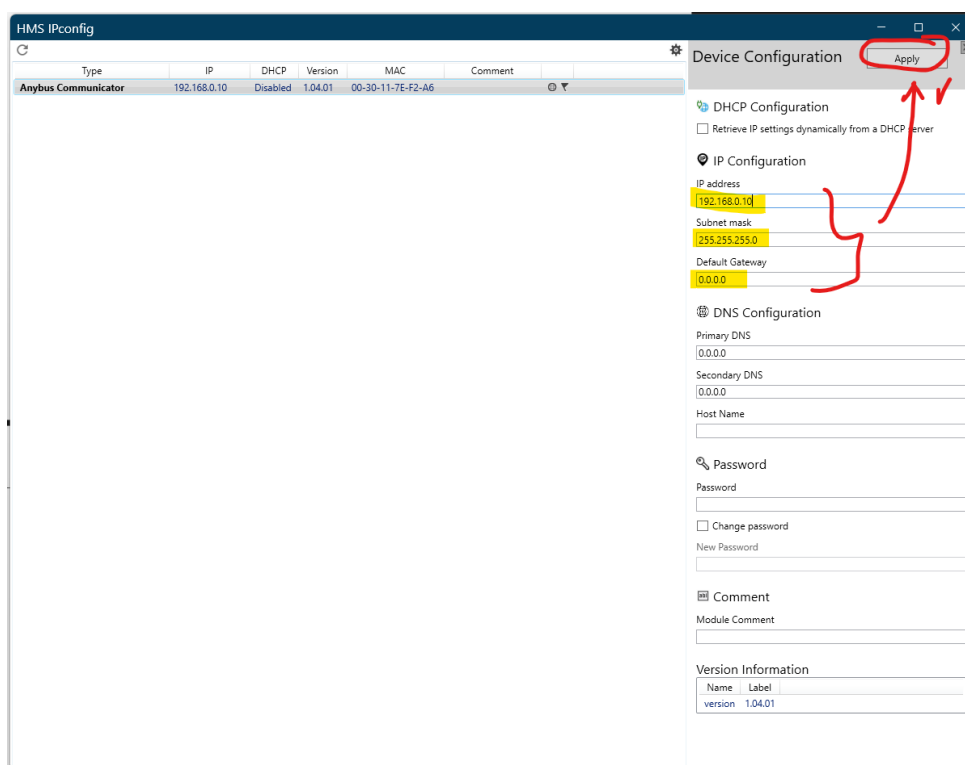 HMS IPconfig
Type IP DHCP Version MAC Comment
Anybus Communicator 192.168.0.10 Disabled 1.04.01 00-30-11-7E-F2-A6
Device Configuration Apply
DHCP Configuration
Retrieve IP settings dynamically from a DHCP server
IP Configuration
IP address
192.168.0.10
Subnet mask
255.255.255.0
Default Gateway
0.0.0.0
DNS Configuration
Primary DNS
0.0.0.0
Secondary DNS
0.0.0.0
Host Name
Password
Password
Change password
New Password
Comment
Module Comment
Version Information
Name Label
version 1.04.01